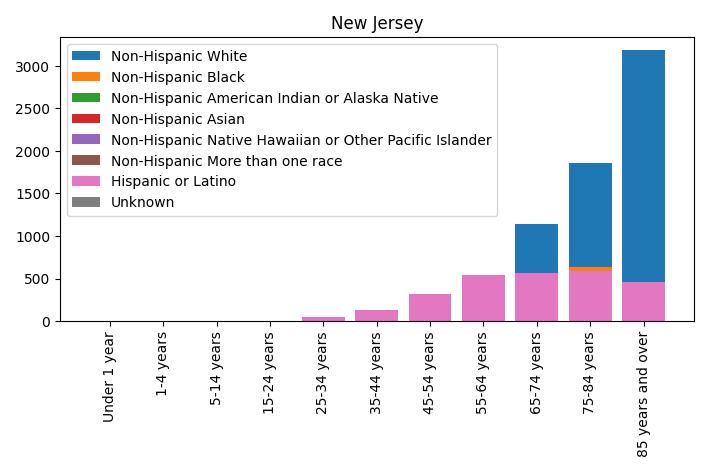 New Jersey
Non-Hispanic White
Non-Hispanic Black
Non-Hispanic American Indian or Alaska Native
Non-Hispanic Asian
Non-Hispanic Native Hawaiian or Other Pacific Islander
Non-Hispanic More than one race
Hispanic or Latino
Unknown
3000
2500
2000
1500
1000
500
0
Under 1 year
1-4 years
5-14 years
15-24 years
25-34 years
35-44 years
45-54 years
55-64 years
65-74 years
75-84 years
85 years and over